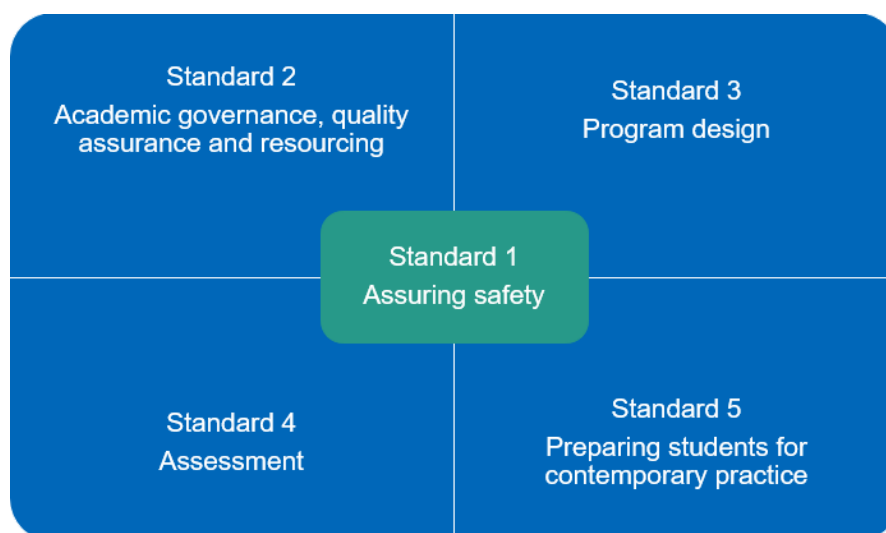 Standard 2
Academic governance, quality
assurance and resourcing
Standard 3
Program design
Standard 1
Assuring safety
Standard 4
Assessment
Standard 5
Preparing students for
contemporary practice